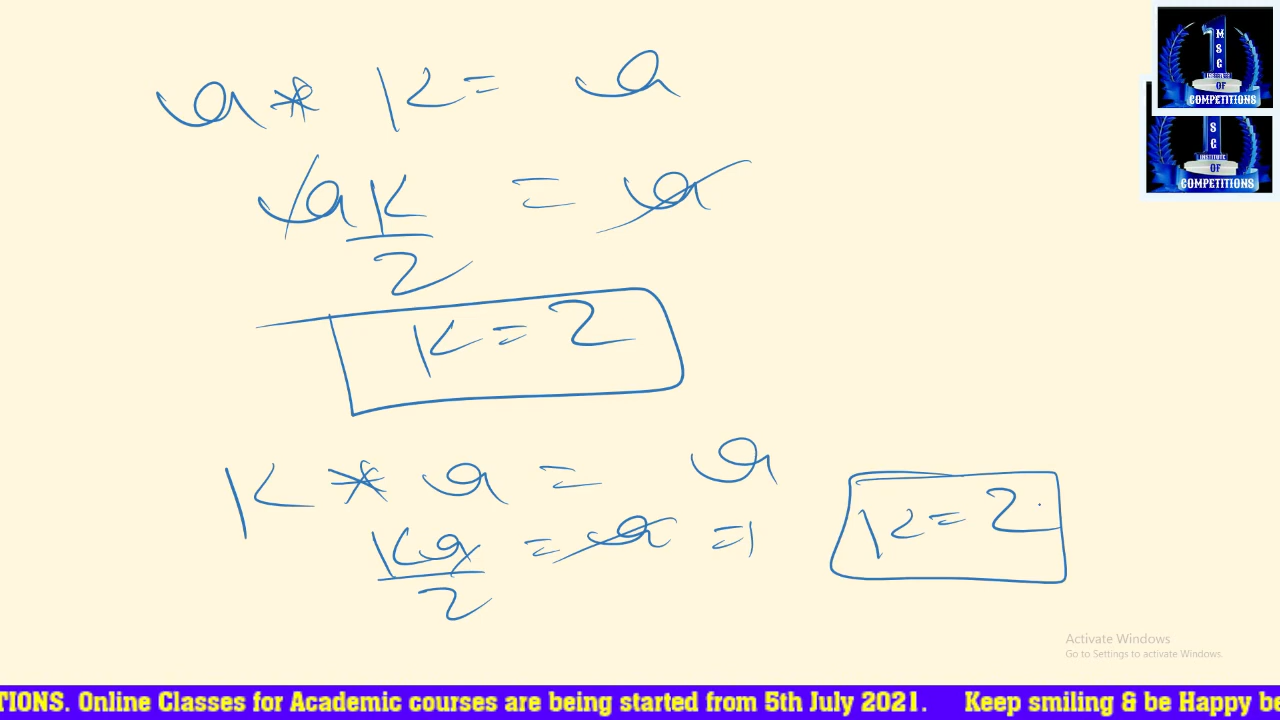 a * K = a
aK/2 = a
K = 2
K * a = a
Ka/2 = a ⇒ K = 2.
1
MSG
OF
COMPETITIONS
SG
INSTITUTE
OF
COMPETITIONS
Activate Windows
Go to Settings to activate Windows.
TIONS. Online Classes for Academic courses are being started from 5th July 2021. Keep smiling & be Happy be